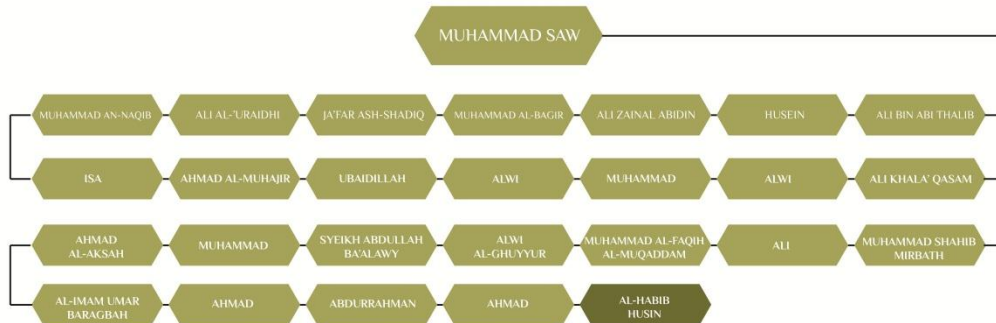 MUHAMMAD SAW
MUHAMMAD AN-NAQIB
ALI AL-'URAIDHI
JA'FAR ASH-SHADIQ
MUHAMMAD AL-BAGIR
ALI ZAINAL ABIDIN
HUSEIN
ALI BIN ABI THALIB
ISA
AHMAD AL-MUHAJIR
UBAIDILLAH
ALWI
MUHAMMAD
ALWI
ALI KHALA' QASAM
AHMAD
AL-AKSAH
MUHAMMAD
SYEIKH ABDULLAH
BA'ALAWY
ALWI
AL-GHUYYUR
MUHAMMAD AL-FAQIH
AL-MUQADDAM
ALI
MUHAMMAD SHAHIB
MIRBATH
AL-IMAM UMAR
BARAGBAH
AHMAD
ABDURRAHMAN
AHMAD
AL-HABIB
HUSIN